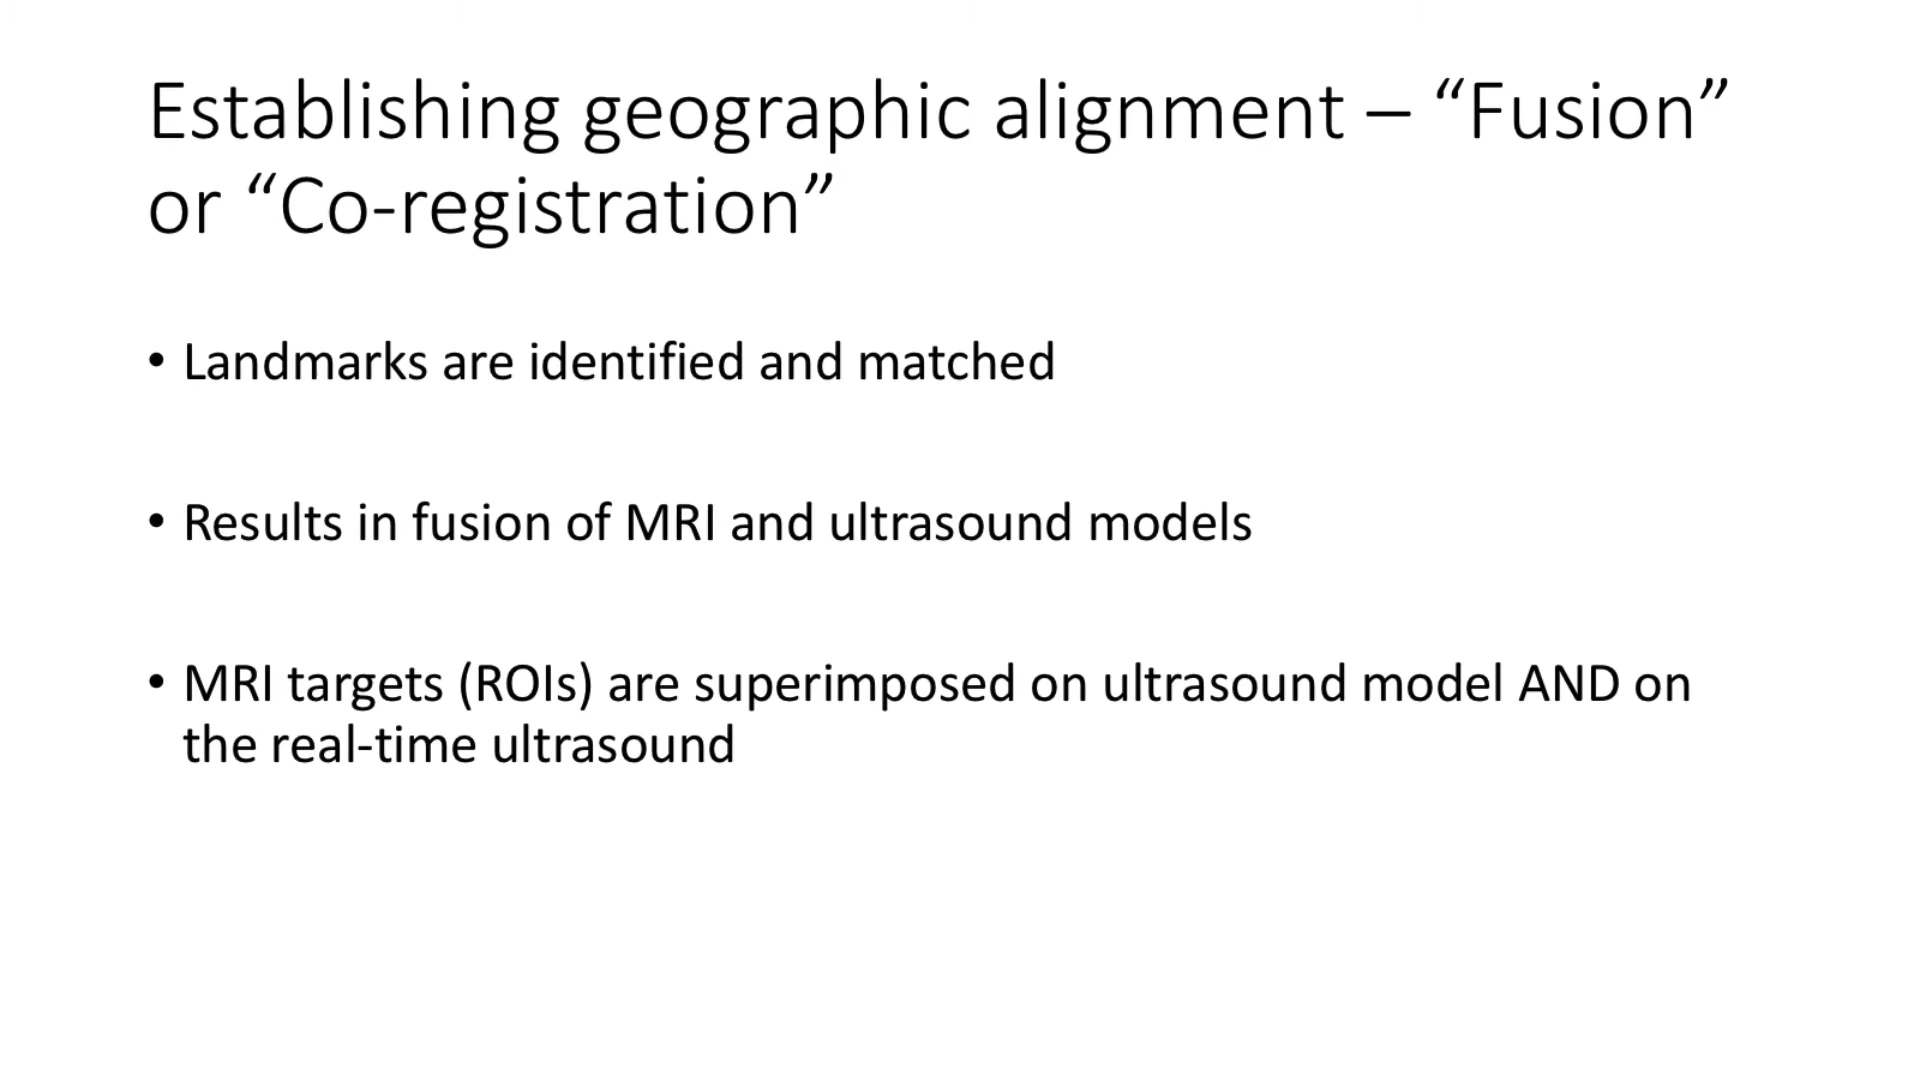 Establishing geographic alignment – “Fusion”
or “Co-registration”
• Landmarks are identified and matched
• Results in fusion of MRI and ultrasound models
• MRI targets (ROIs) are superimposed on ultrasound model AND on
the real-time ultrasound